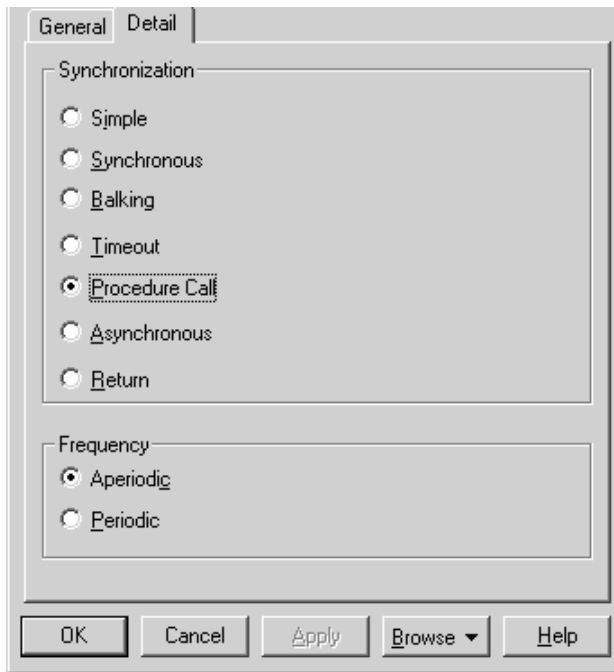 General Detail
Synchronization
Simple
Synchronous
Balking
Timeout
Procedure Call
Asynchronous
Return
Frequency
Aperiodic
Periodic
OK Cancel Apply Browse Help